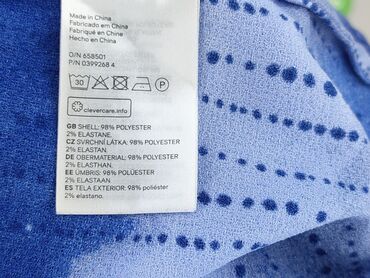 Made in China
Fabricado em China
Fabriqué en Chine
Hecho en China
O/N 658501
P/N 0399268 4
30
P
clevercare.info
GB SHELL: 98% POLYESTER
2% ELASTANE.
CZ SVRCHNÍ LÁTKA: 98% POLYESTER
2% ELASTAN.
DE OBERMATERIAL: 98% POLYESTER
2% ELASTHAN.
EE ÜMBRIS: 98% POLÜESTER
2% ELASTAAN.
ES TELA EXTERIOR: 98% poliéster
2% elastano.